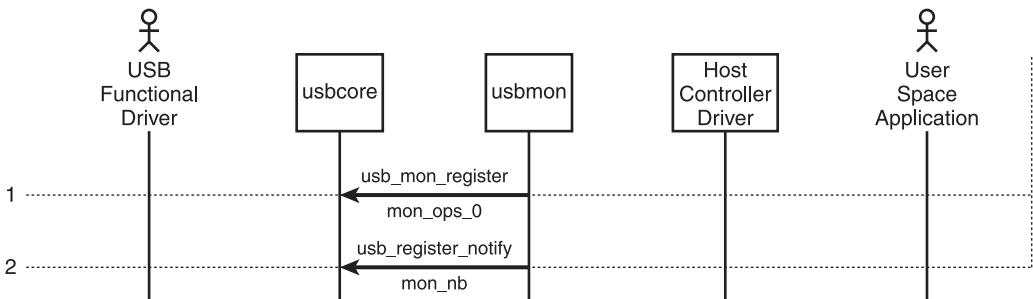 USB
Functional
Driver
usbcore
usbmon
Host
Controller
Driver
User
Space
Application
usb_mon_register
1
mon_ops_0
usb_register_notify
2
mon_nb